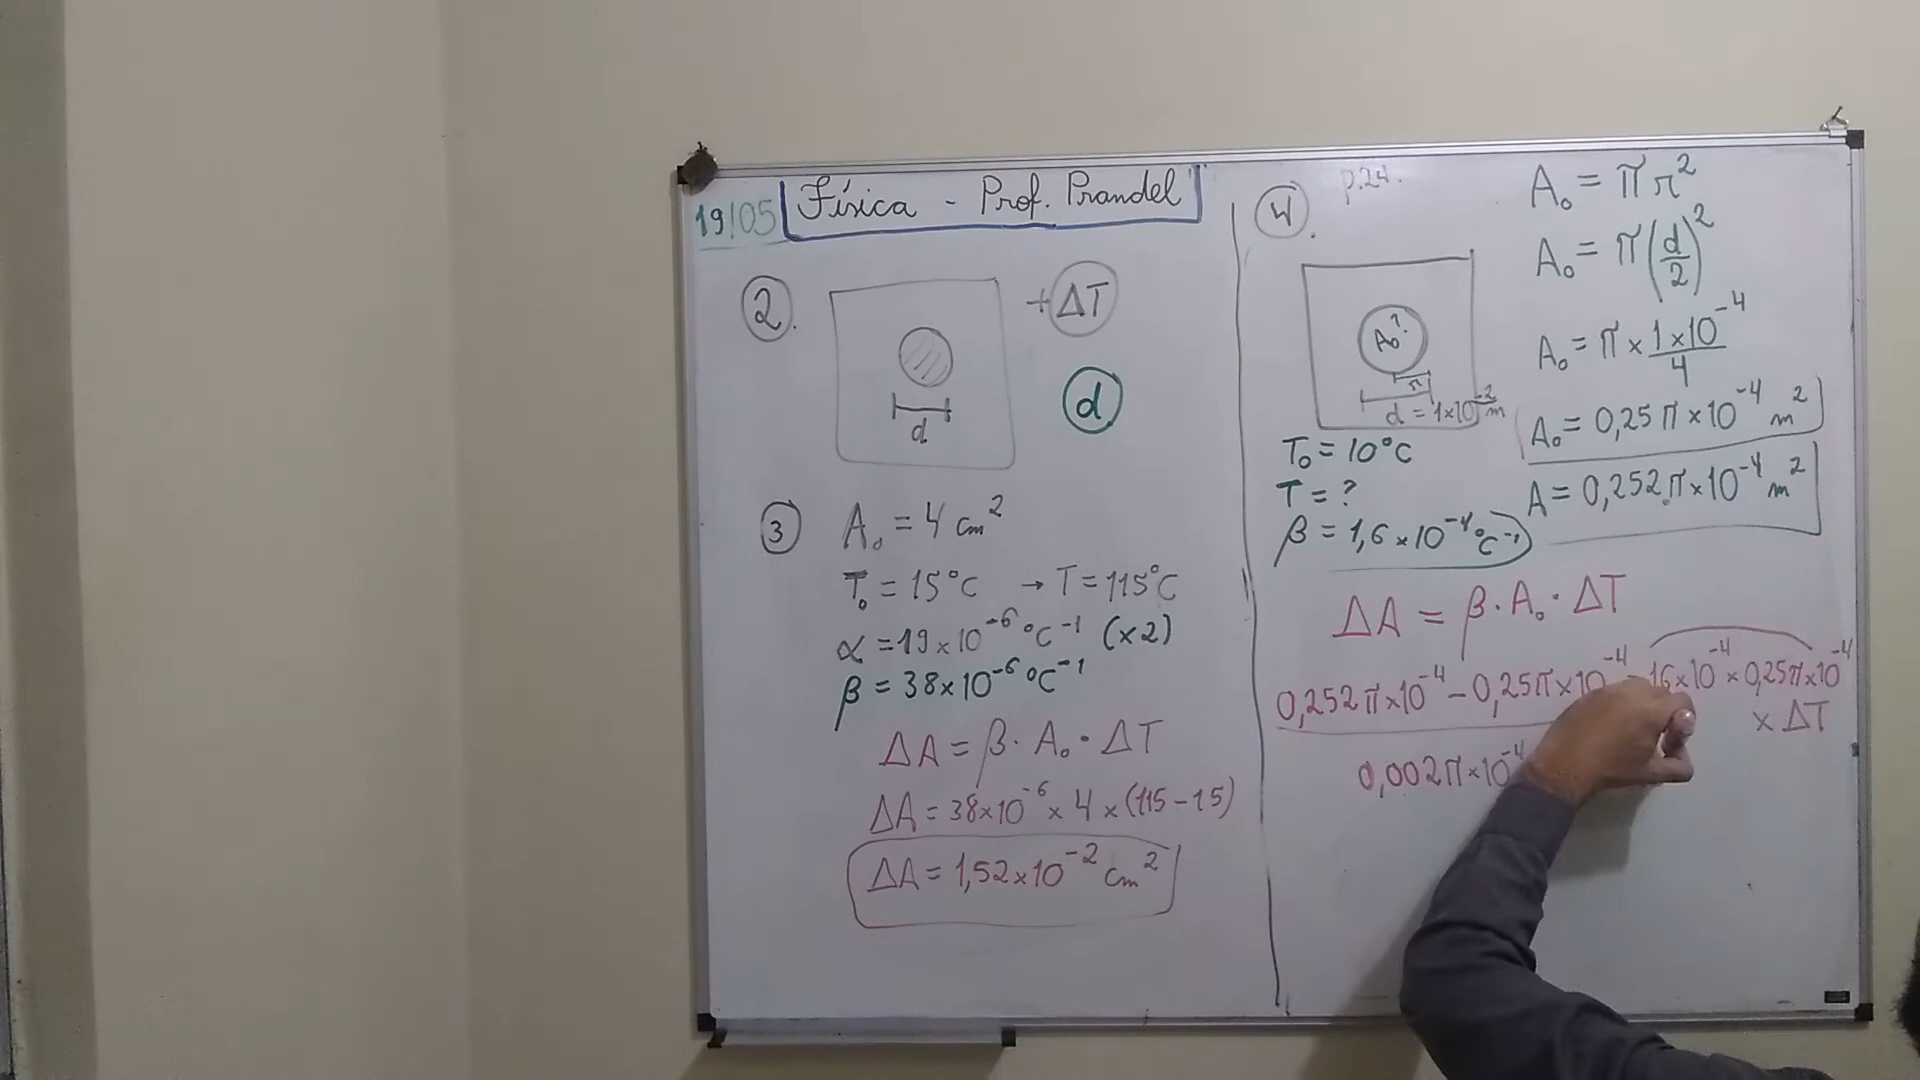 19/05 Física - Prof. Prandel
2.
+ΔT
d
d
3
A₀ = 4 cm²
T₀ = 15°C → T = 115°C
α = 19×10⁻⁶ °C⁻¹ (×2)
β = 38×10⁻⁶ °C⁻¹
ΔA = β · A₀ · ΔT
ΔA = 38×10⁻⁶ × 4 × (115 - 15)
ΔA = 1,52×10⁻² cm²
4.
p.24.
A₀?
r
d = 1×10⁻² m
T₀ = 10°C
T = ?
β = 1,6×10⁻⁴ °C⁻¹
A₀ = π r²
A₀ = π (d/2)²
A₀ = π × 1×10⁻⁴/4
A₀ = 0,25 π×10⁻⁴ m²
A = 0,252 π×10⁻⁴ m²
ΔA = β · A₀ · ΔT
0,252π×10⁻⁴ - 0,25π×10⁻⁴ = 1,6×10⁻⁴ × 0,25π×10⁻⁴
× ΔT
0,002π×10⁻⁴